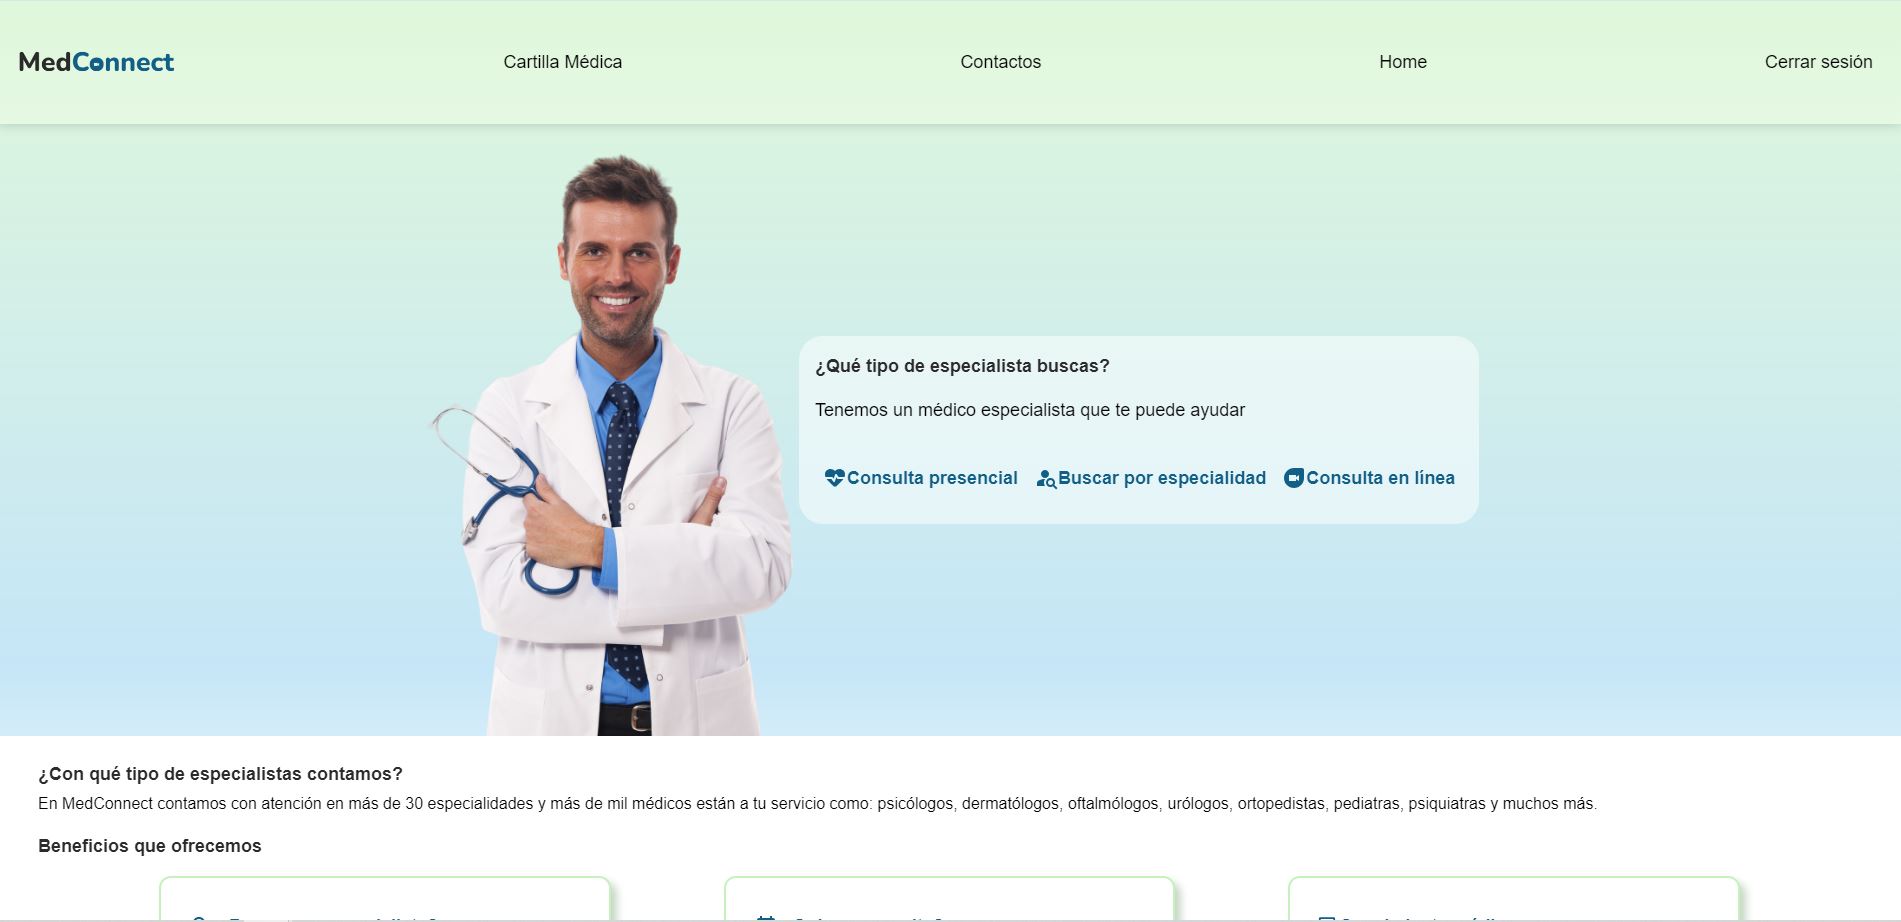 MedConnect
Cartilla Médica
Contactos
Home
Cerrar sesión
¿Qué tipo de especialista buscas?
Tenemos un médico especialista que te puede ayudar
Consulta presencial
Buscar por especialidad
Consulta en línea
¿Con qué tipo de especialistas contamos?
En MedConnect contamos con atención en más de 30 especialidades y más de mil médicos están a tu servicio como: psicólogos, dermatólogos, oftalmólogos, urólogos, ortopedistas, pediatras, psiquiatras y muchos más.
Beneficios que ofrecemos